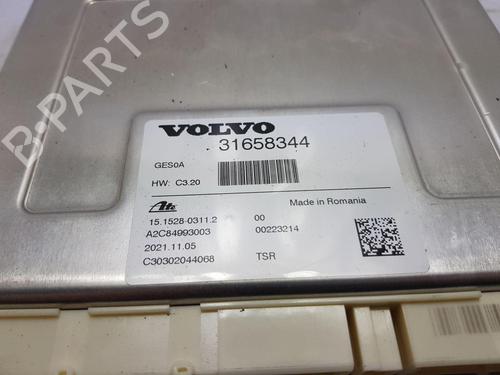 B-PARTS
VOLVO
31658344
GES0A
HW: C3.20
Ate
Made in Romania
15.1528-0311.2 00
A2C84993003 00223214
2021.11.05
C30302044068 TSR